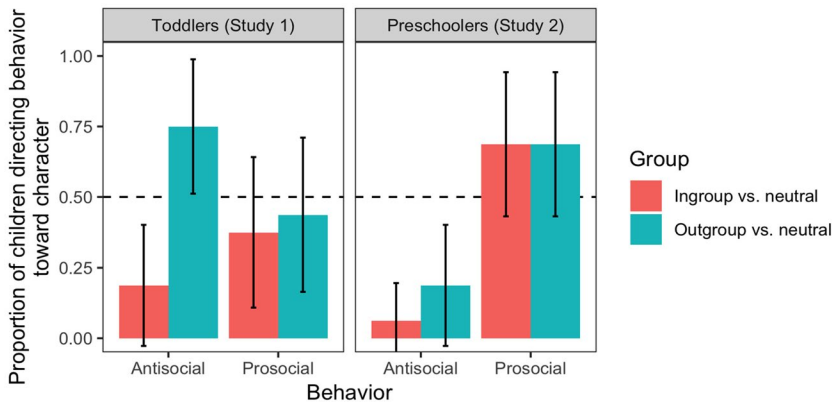 Toddlers (Study 1)
Preschoolers (Study 2)
Proportion of children directing behavior
toward character
1.00
0.75
0.50
0.25
0.00
Antisocial
Prosocial
Antisocial
Prosocial
Behavior
Group
Ingroup vs. neutral
Outgroup vs. neutral